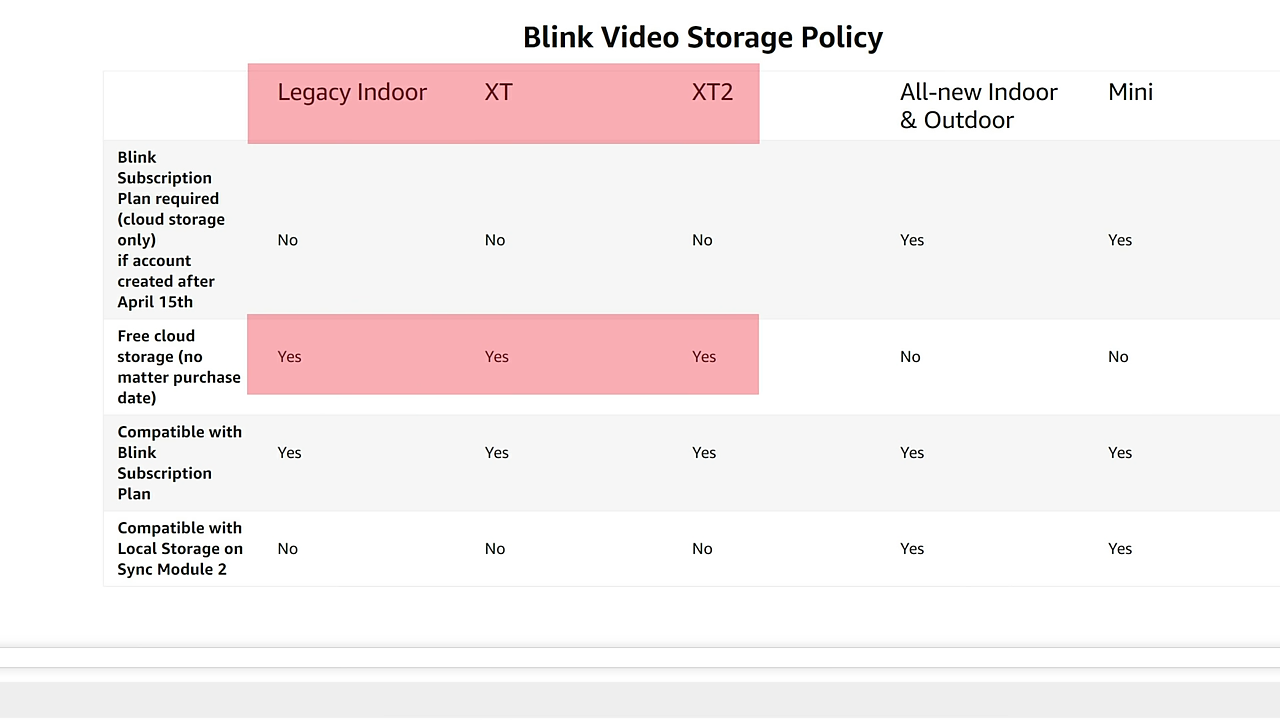 Blink Video Storage Policy
Legacy Indoor XT XT2 All-new Indoor Mini
& Outdoor
Blink
Subscription
Plan required
(cloud storage
only) No No No Yes Yes
if account
created after
April 15th
Free cloud
storage (no Yes Yes Yes No No
matter purchase
date)
Compatible with
Blink Yes Yes Yes Yes Yes
Subscription
Plan
Compatible with
Local Storage on No No No Yes Yes
Sync Module 2